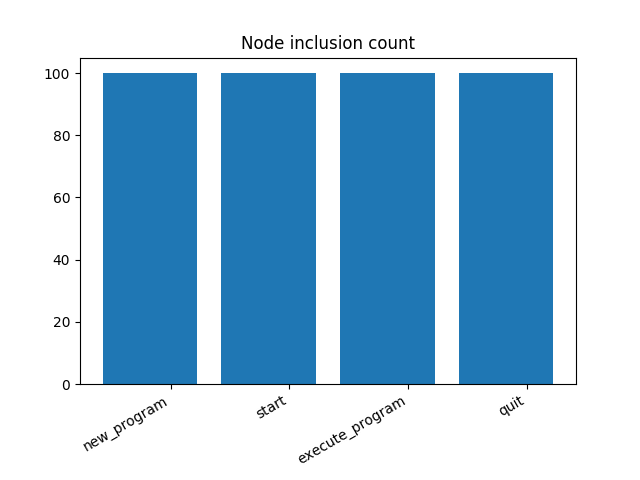 Node inclusion count
100
80
60
40
20
0
new_program
start
execute_program
quit